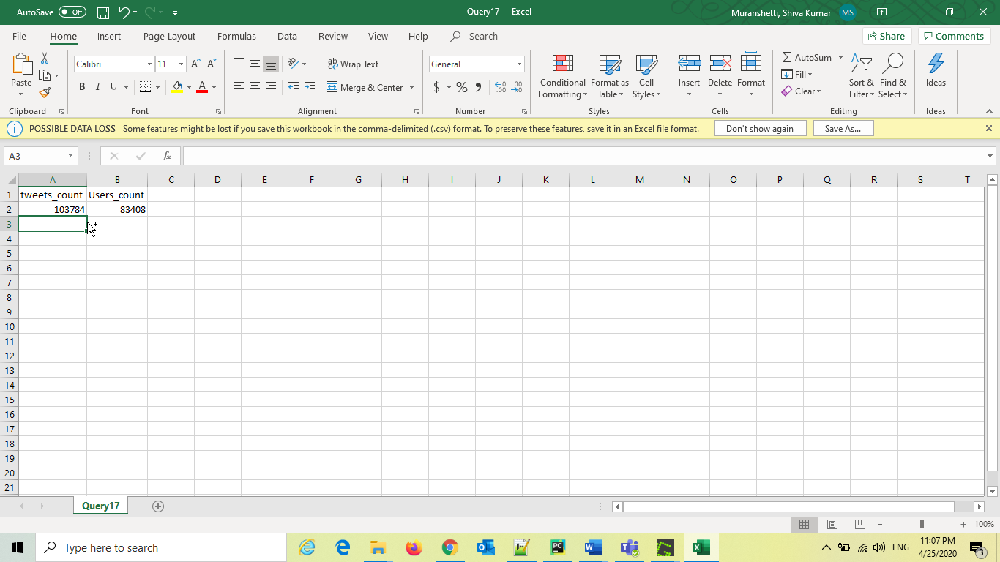 AutoSave Off Query17 - Excel Murarishetti, Shiva Kumar MS
File Home Insert Page Layout Formulas Data Review View Help Search Share Comments
Calibri 11 Wrap Text General AutoSum
Fill
Paste B I U Merge & Center $ % Conditional Formatting Format as Table Cell Styles Insert Delete Format Clear Sort & Filter Find & Select Ideas
Clipboard Font Alignment Number Styles Cells Editing Ideas
POSSIBLE DATA LOSS Some features might be lost if you save this workbook in the comma-delimited (.csv) format. To preserve these features, save it in an Excel file format. Don't show again Save As...
A3 fx
A B C D E F G H I J K L M N O P Q R S T
1 tweets_count Users_count
2 103784 83408
3
4
5
6
7
8
9
10
11
12
13
14
15
16
17
18
19
20
21
Query17
100%
Type here to search ENG 11:07 PM
4/25/2020 3